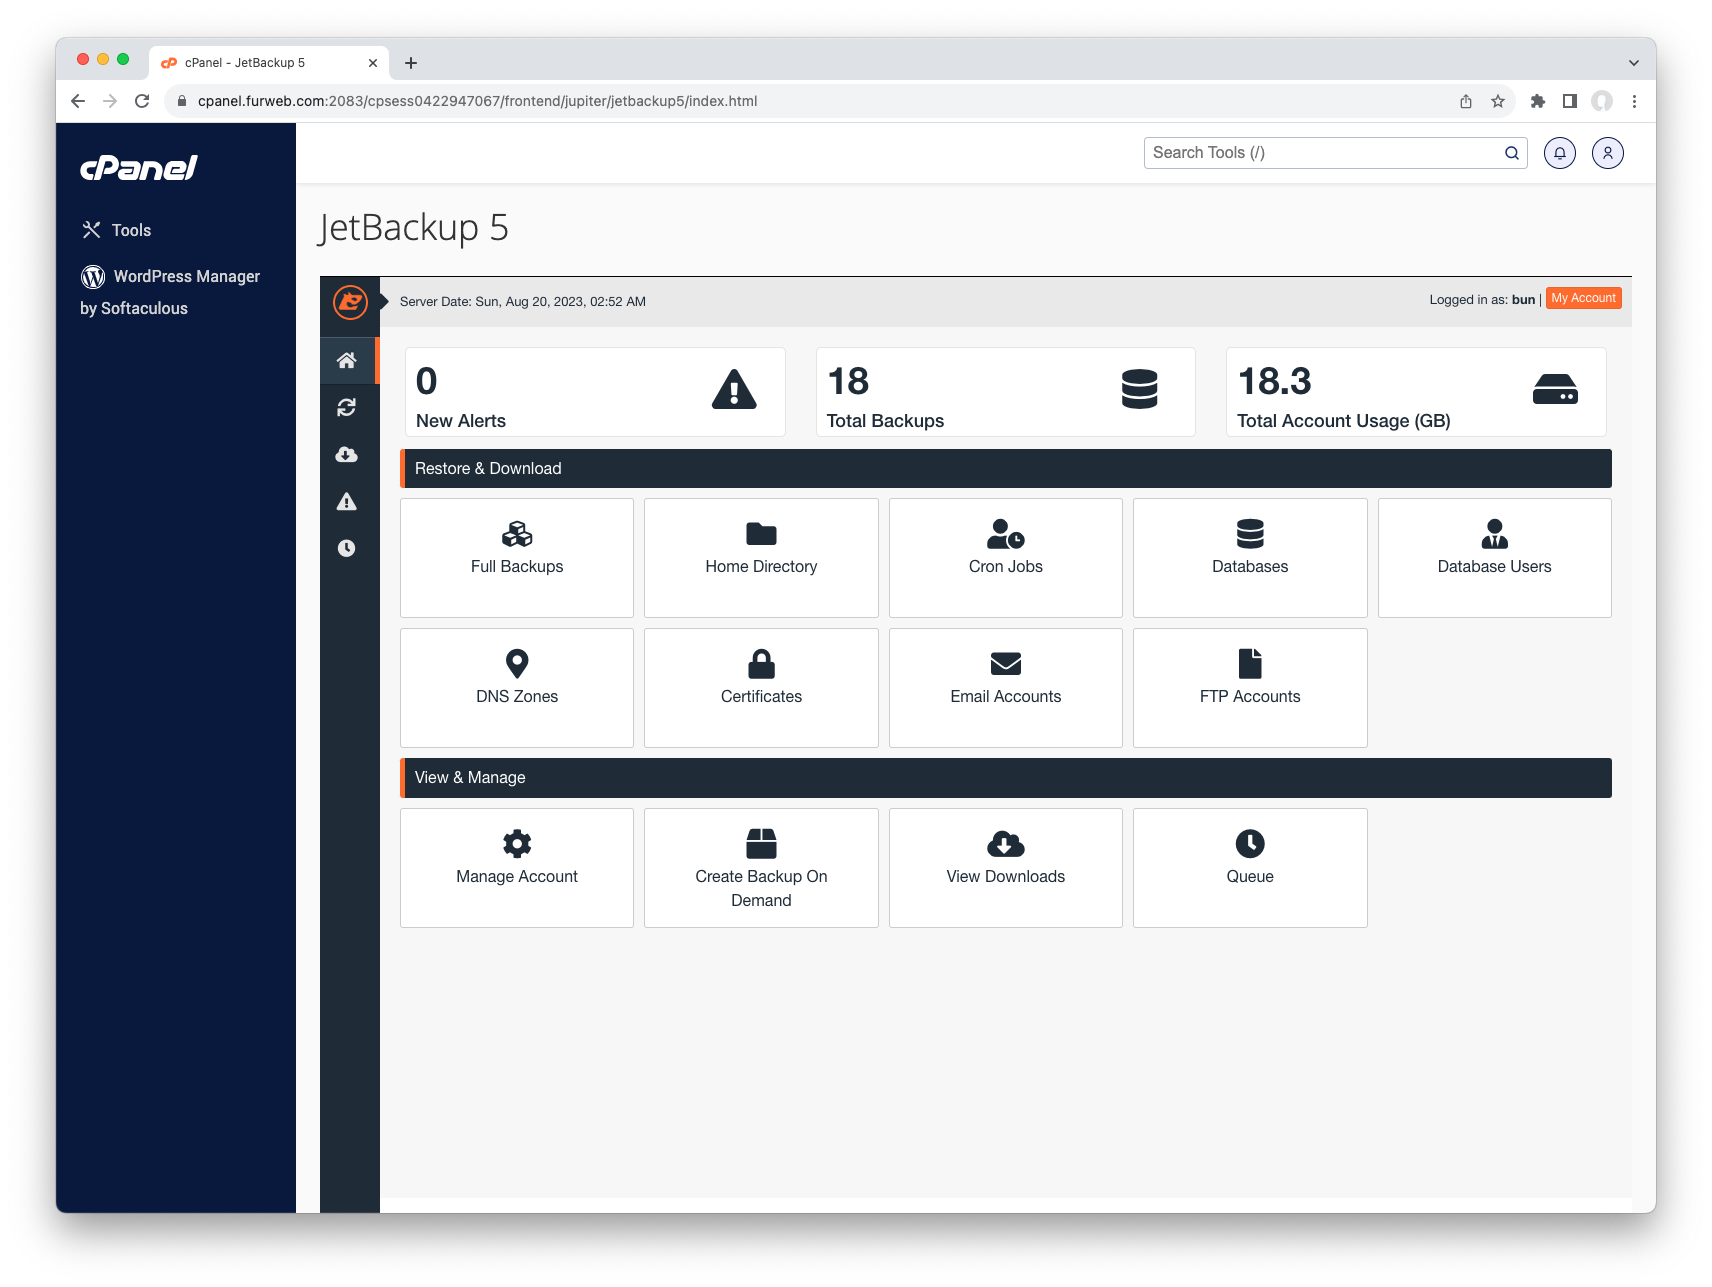 cPanel - JetBackup 5
cpanel.furweb.com:2083/cpsess0422947067/frontend/jupiter/jetbackup5/index.html
cPanel
Search Tools (/)
Tools
WordPress Manager
by Softaculous
JetBackup 5
Server Date: Sun, Aug 20, 2023, 02:52 AM
Logged in as: bun | My Account
0
New Alerts
18
Total Backups
18.3
Total Account Usage (GB)
Restore & Download
Full Backups
Home Directory
Cron Jobs
Databases
Database Users
DNS Zones
Certificates
Email Accounts
FTP Accounts
View & Manage
Manage Account
Create Backup On
Demand
View Downloads
Queue